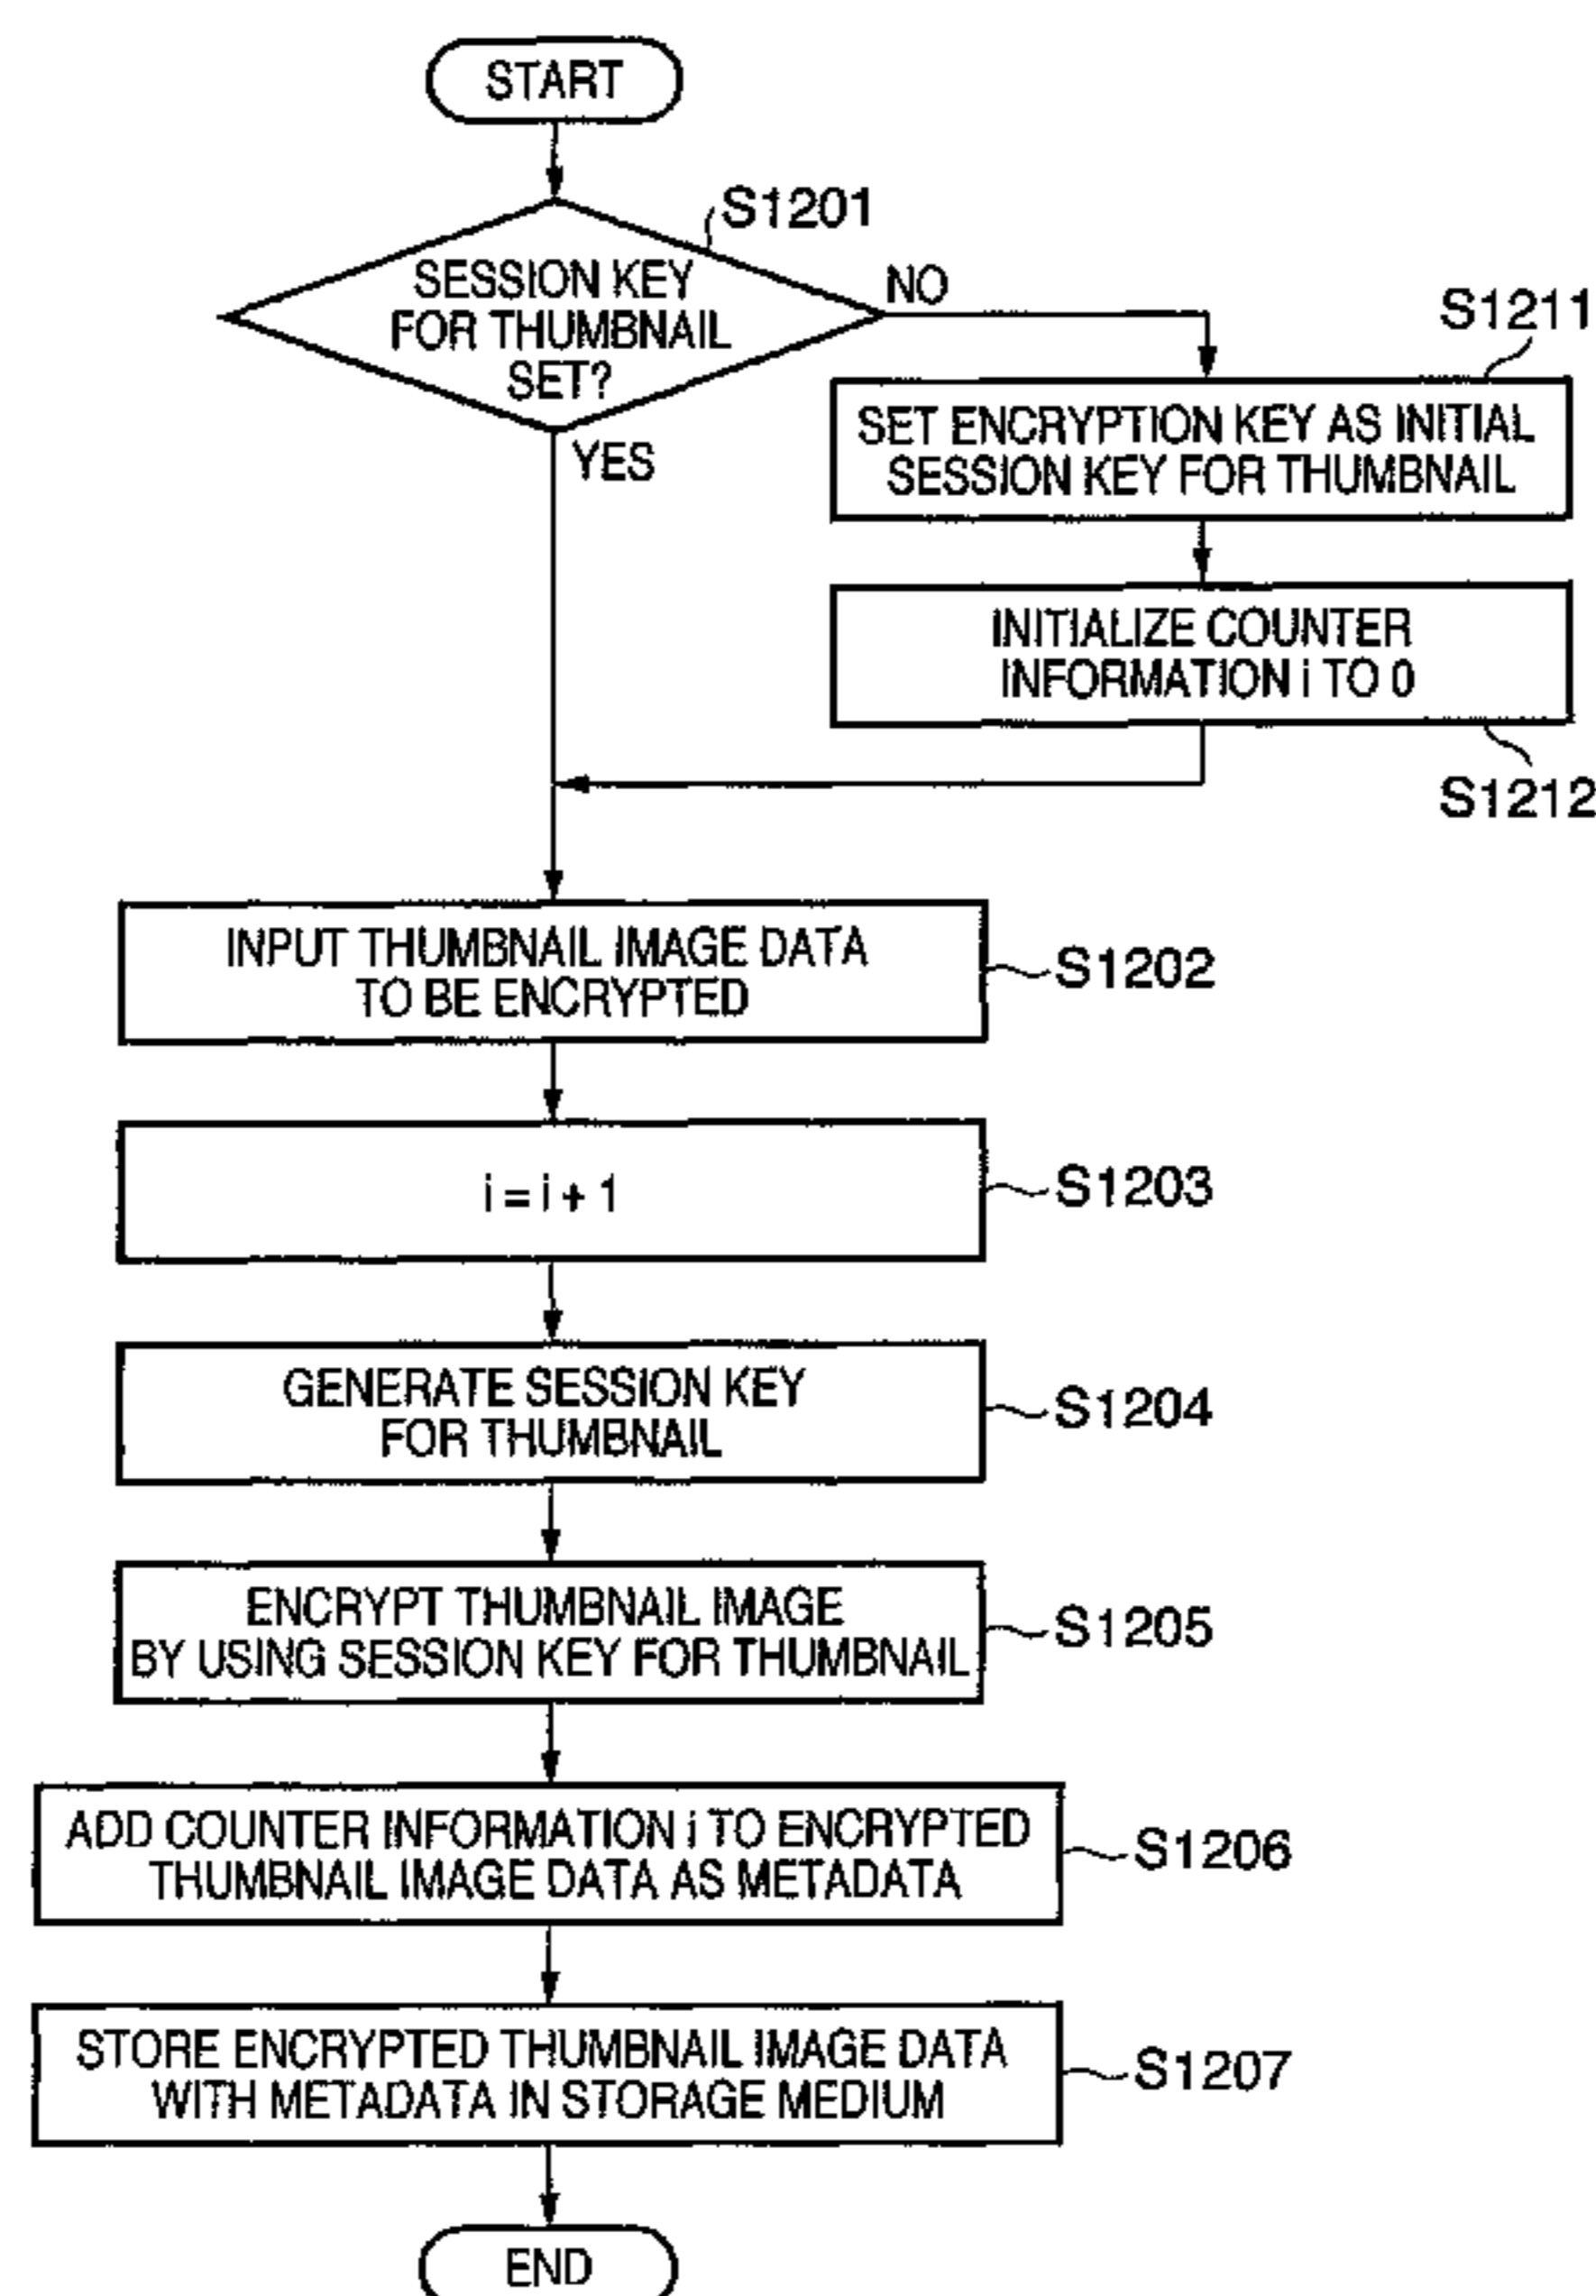 START
S1201
SESSION KEY
FOR THUMBNAIL
SET?
NO
YES
S1211
SET ENCRYPTION KEY AS INITIAL
SESSION KEY FOR THUMBNAIL
INITIALIZE COUNTER
INFORMATION i TO 0
S1212
INPUT THUMBNAIL IMAGE DATA
TO BE ENCRYPTED
S1202
i = i + 1
S1203
GENERATE SESSION KEY
FOR THUMBNAIL
S1204
ENCRYPT THUMBNAIL IMAGE
BY USING SESSION KEY FOR THUMBNAIL
S1205
ADD COUNTER INFORMATION i TO ENCRYPTED
THUMBNAIL IMAGE DATA AS METADATA
S1206
STORE ENCRYPTED THUMBNAIL IMAGE DATA
WITH METADATA IN STORAGE MEDIUM
S1207
END